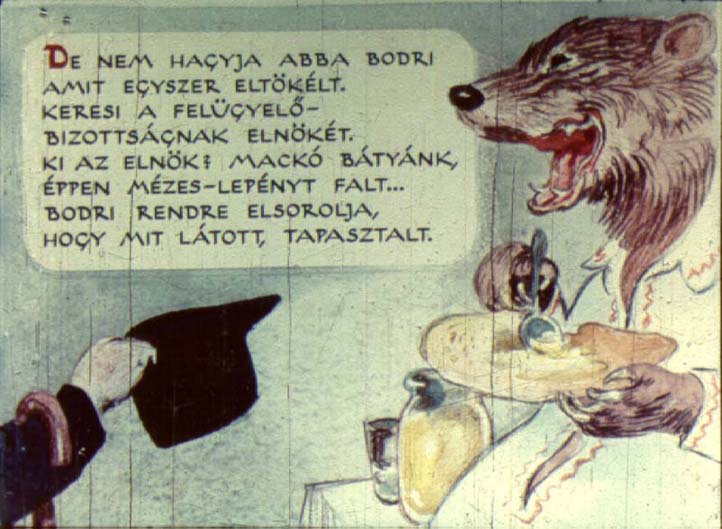 DE NEM HAGYJA ABBA BODRI
AMIT EGYSZER ELTÖKÉLT.
KERESI A FELÜGYELŐ-
BIZOTTSÁGNAK ELNÖKÉT.
KI AZ ELNÖK? MACKÓ BÁTYÁNK,
ÉPPEN MÉZES-LEPÉNYT FALT...
BODRI RENDRE ELSOROLJA,
HOGY MIT LÁTOTT, TAPASZTALT.